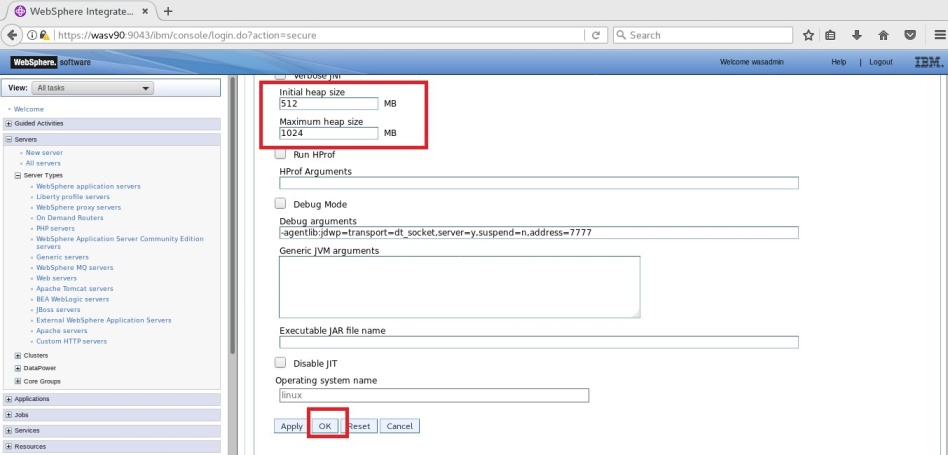 WebSphere Integrate...
https://wasv90:9043/ibm/console/login.do?action=secure
Search
WebSphere. software
Welcome wasadmin
Help | Logout
IBM.
View: All tasks
Welcome
Guided Activities
Servers
New server
All servers
Server Types
WebSphere application servers
Liberty profile servers
WebSphere proxy servers
On Demand Routers
PHP servers
WebSphere Application Server Community Edition
servers
Generic servers
WebSphere MQ servers
Web servers
Apache Tomcat servers
BEA WebLogic servers
JBoss servers
External WebSphere Application Servers
Apache servers
Custom HTTP servers
Clusters
DataPower
Core Groups
Applications
Jobs
Services
Resources
Verbose JNI
Initial heap size
512 MB
Maximum heap size
1024 MB
Run HProf
HProf Arguments
Debug Mode
Debug arguments
-agentlib:jdwp=transport=dt_socket,server=y,suspend=n,address=7777
Generic JVM arguments
Executable JAR file name
Disable JIT
Operating system name
linux
Apply OK Reset Cancel